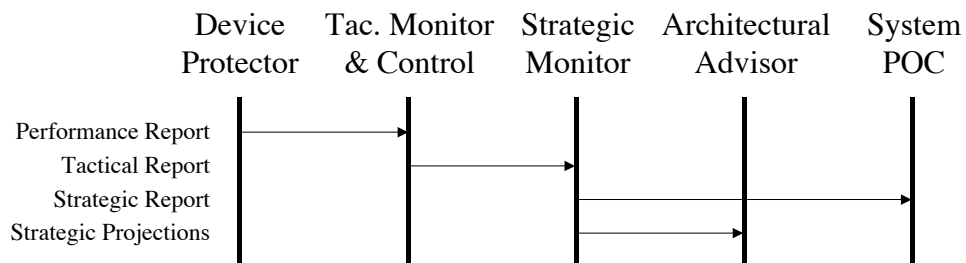 Device
Protector
Tac. Monitor
& Control
Strategic
Monitor
Architectural
Advisor
System
POC
Performance Report
Tactical Report
Strategic Report
Strategic Projections